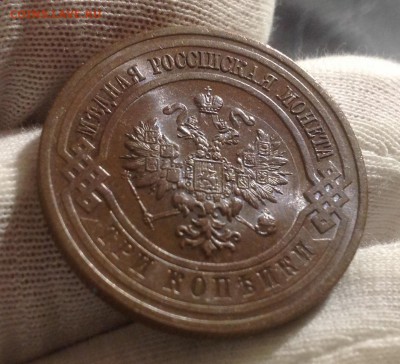 МѢДНАЯ РОССІЙСКАЯ МОНЕТА
ТРИ КОПѢЙКИ